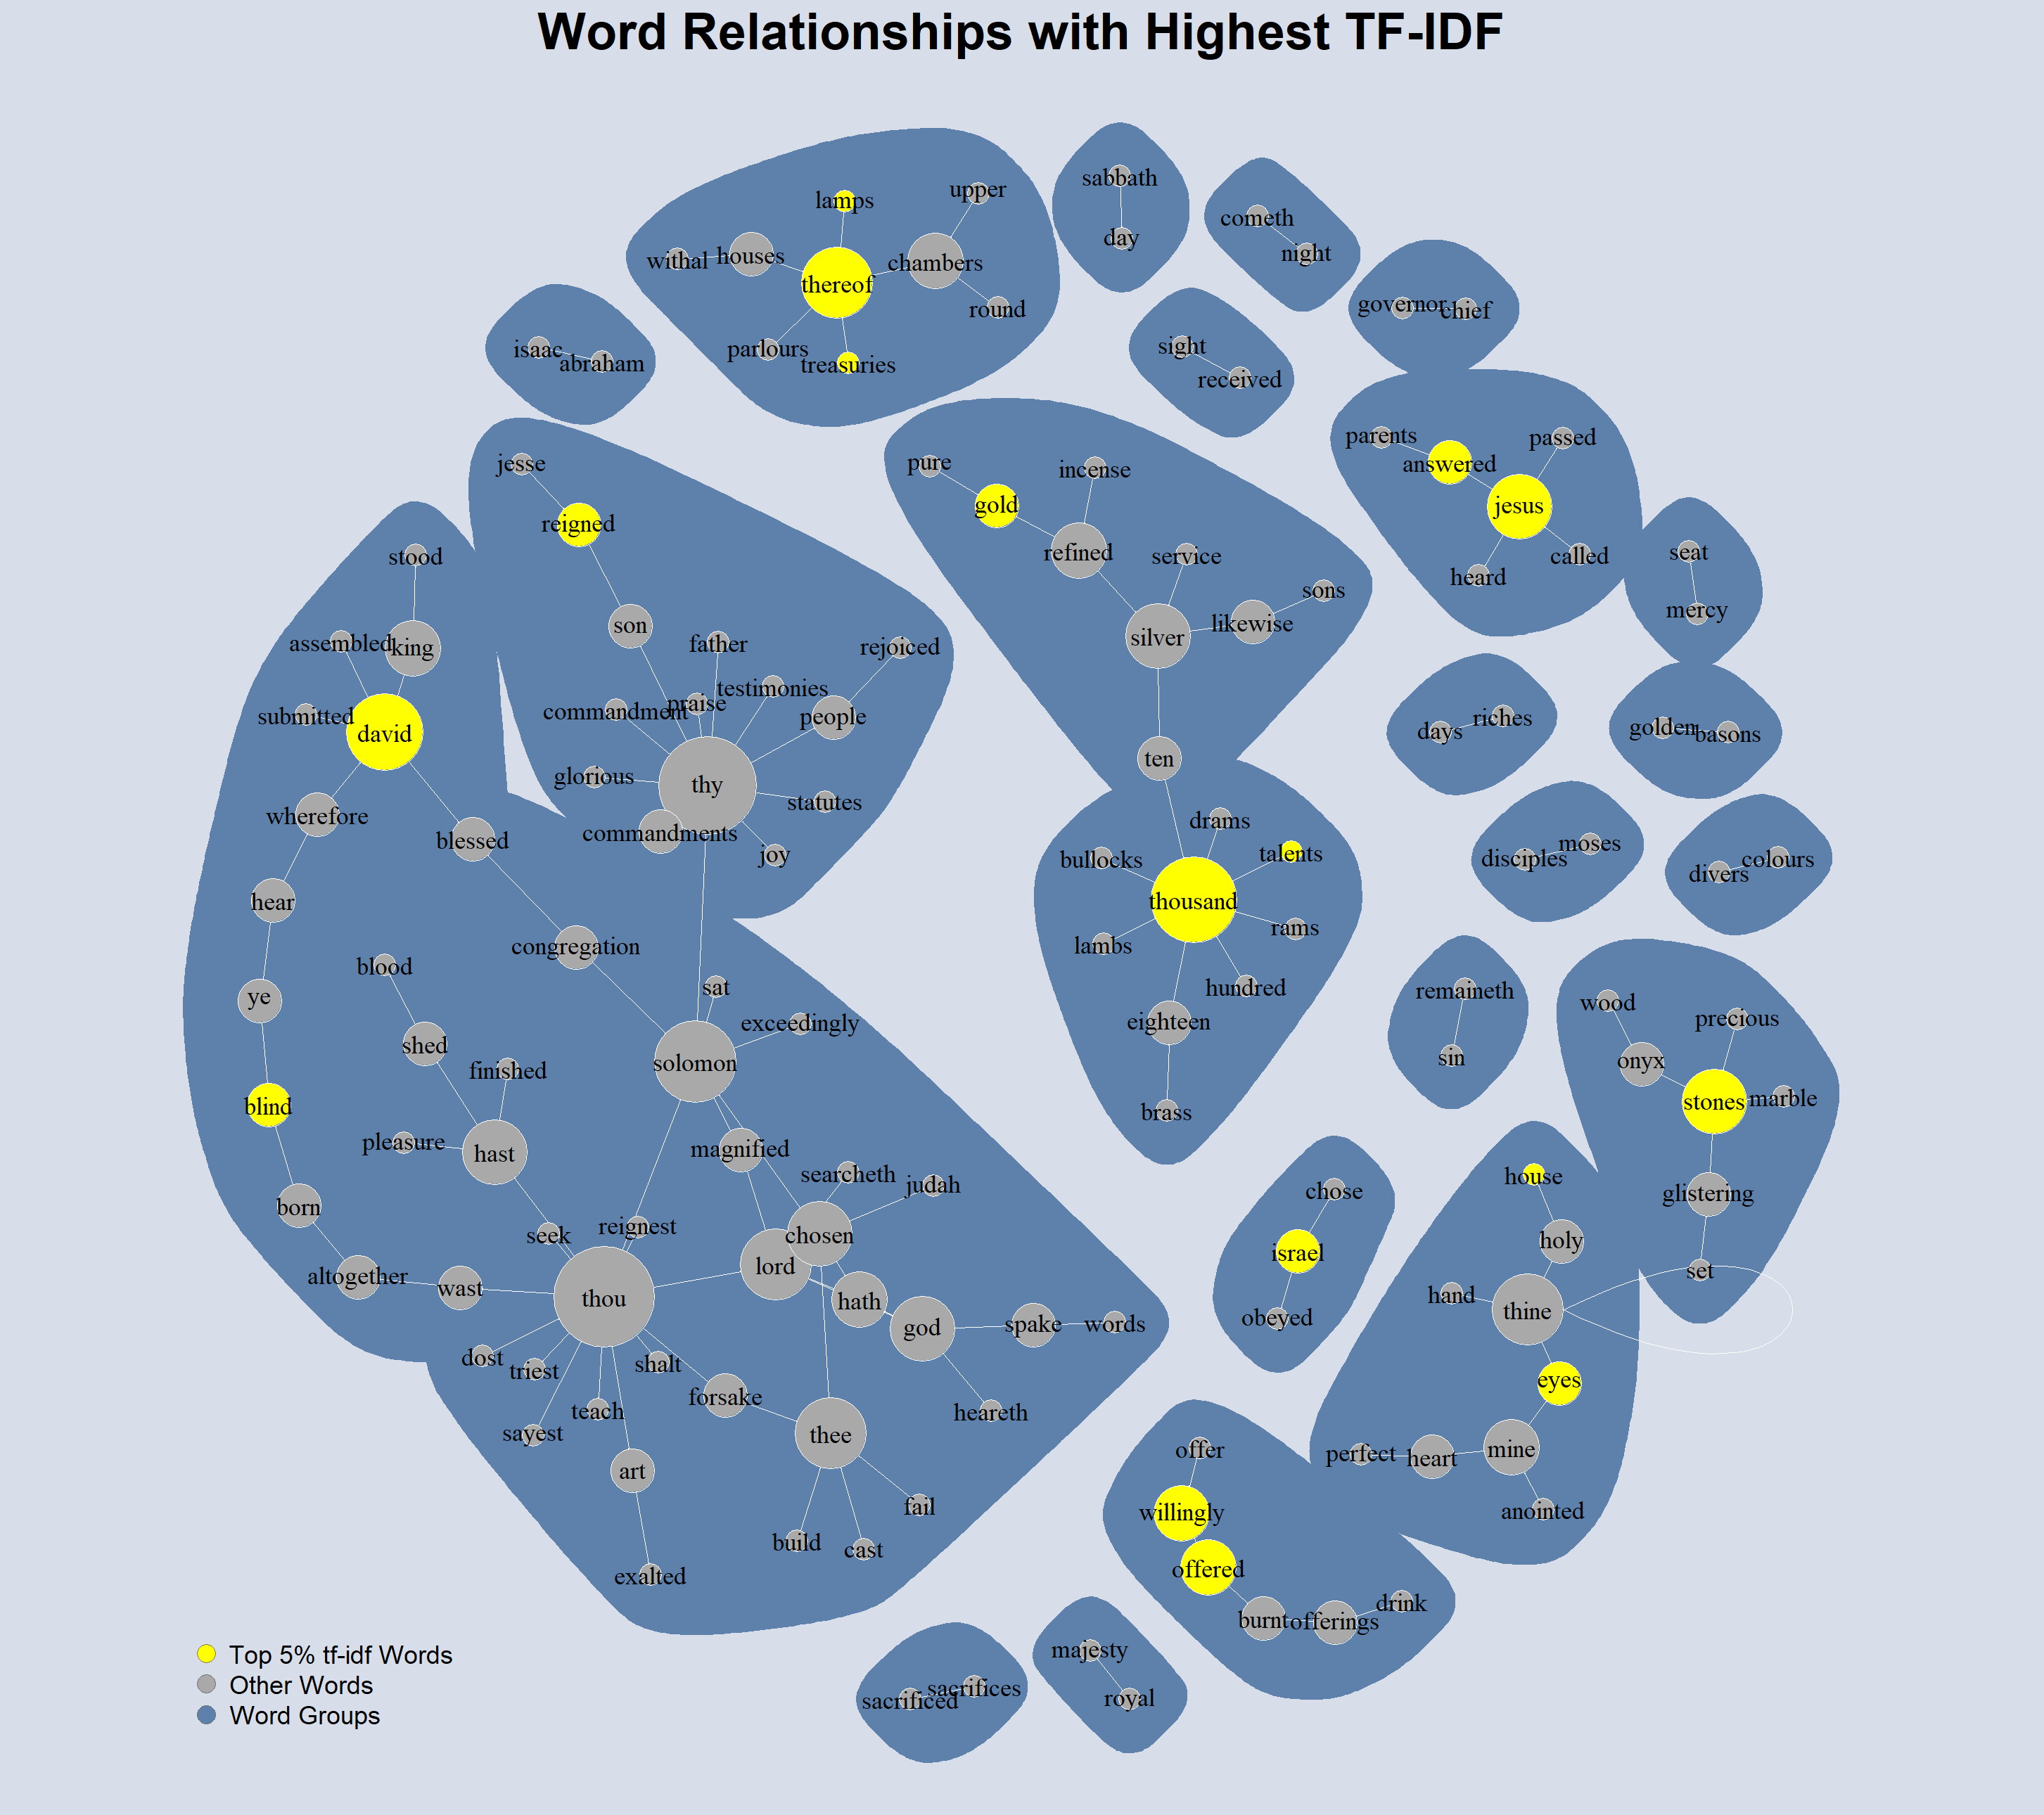 Word Relationships with Highest TF-IDF
sabbath
day
lamps
upper
withal
houses
thereof
chambers
round
parlours
treasuries
cometh
night
governor
chief
isaac
abraham
sight
received
jesse
reigned
son
father
rejoiced
testimonies
praise
commandment
people
glorious
thy
statutes
commandments
joy
pure
incense
gold
refined
service
sons
likewise
silver
ten
parents
passed
answered
jesus
heard
called
seat
mercy
stood
assembled
king
submitted
david
wherefore
blessed
hear
congregation
ye
blood
shed
finished
blind
pleasure
hast
born
altogether
wast
seek
reignest
thou
sat
exceedingly
solomon
magnified
searcheth
judah
chosen
lord
hath
god
spake
words
heareth
dost
triest
shalt
forsake
teach
sayest
thee
art
fail
build
cast
exalted
drams
bullocks
talents
thousand
lambs
rams
hundred
eighteen
brass
days
riches
golden
basons
disciples
moses
divers
colours
remaineth
sin
wood
precious
onyx
stones
marble
glistering
set
chose
israel
obeyed
house
holy
hand
thine
eyes
perfect
heart
mine
anointed
offer
willingly
offered
burnt
offerings
drink
majesty
royal
sacrificed
sacrifices
Top 5% tf-idf Words
Other Words
Word Groups